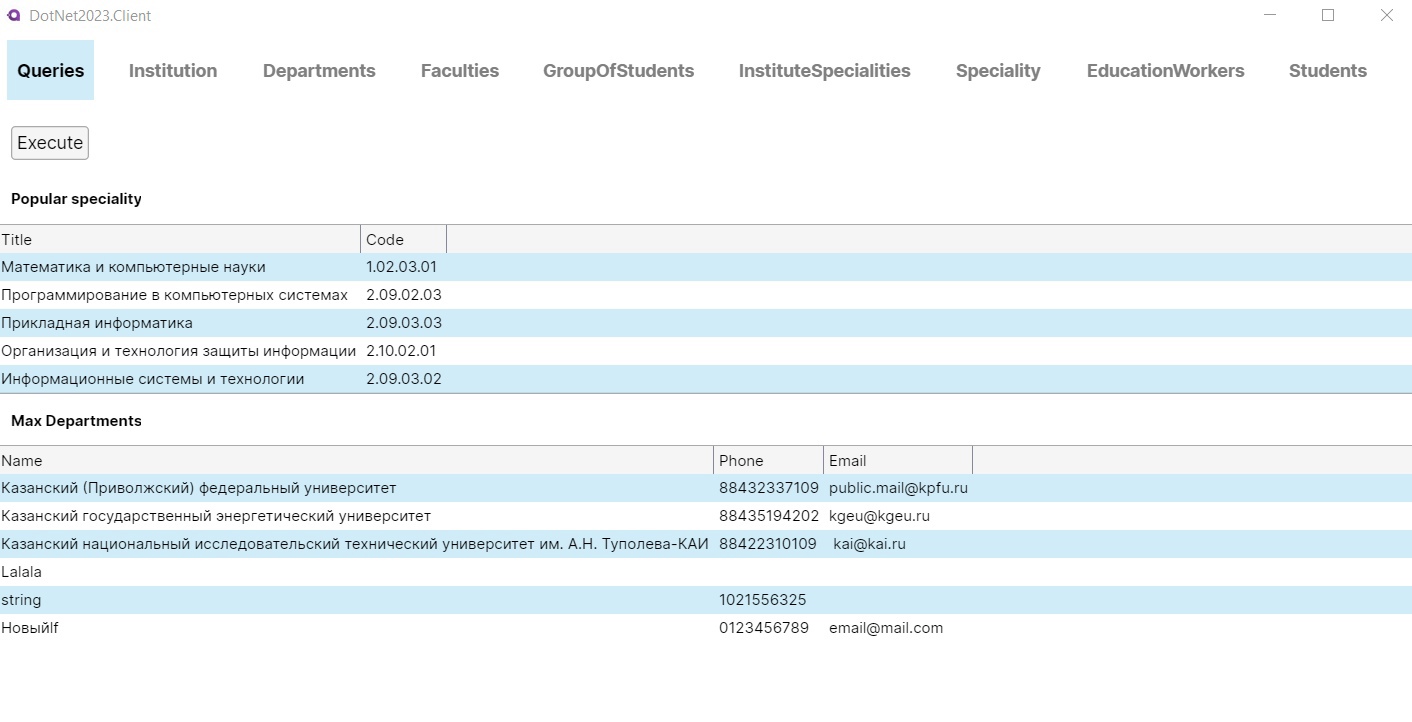 DotNet2023.Client
Queries Institution Departments Faculties GroupOfStudents InstituteSpecialities Speciality EducationWorkers Students
Execute
Popular speciality
Title Code
Математика и компьютерные науки 1.02.03.01
Программирование в компьютерных системах 2.09.02.03
Прикладная информатика 2.09.03.03
Организация и технология защиты информации 2.10.02.01
Информационные системы и технологии 2.09.03.02
Max Departments
Name Phone Email
Казанский (Приволжский) федеральный университет 88432337109 public.mail@kpfu.ru
Казанский государственный энергетический университет 88435194202 kgeu@kgeu.ru
Казанский национальный исследовательский технический университет им. А.Н. Туполева-КАИ 88422310109 kai@kai.ru
Lalala
string 1021556325
Новыйlf 0123456789 email@mail.com